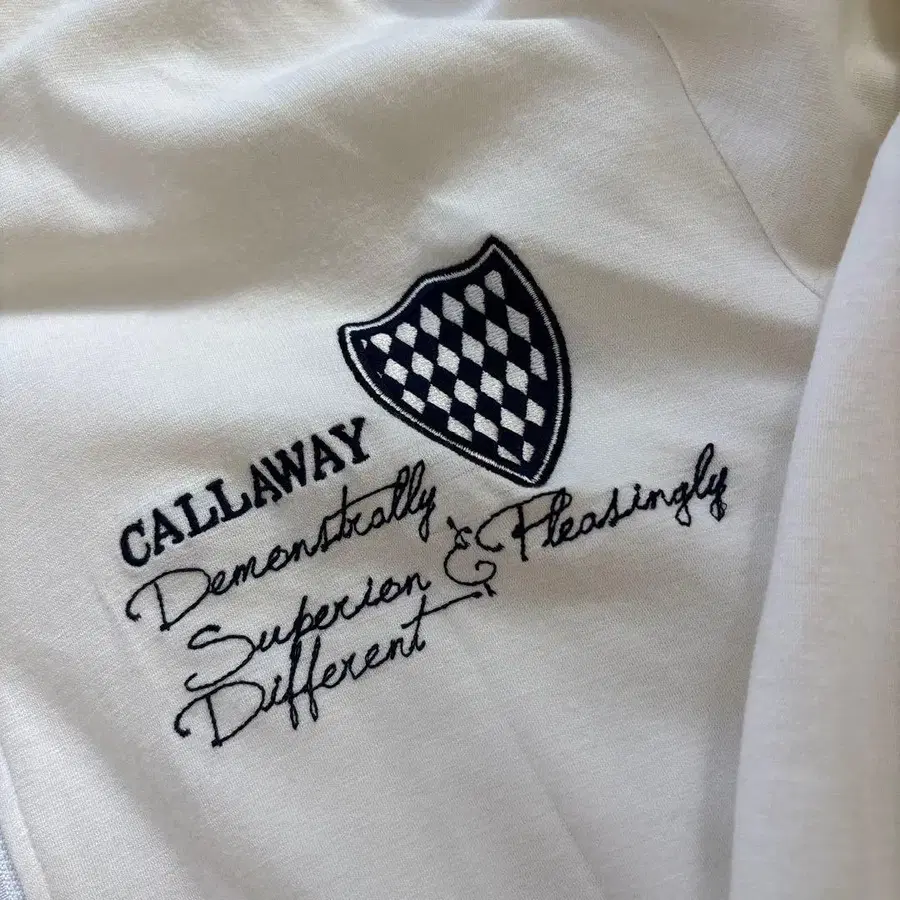 CALLAWAY
Demonstrally
Superior & Pleasingly
Different